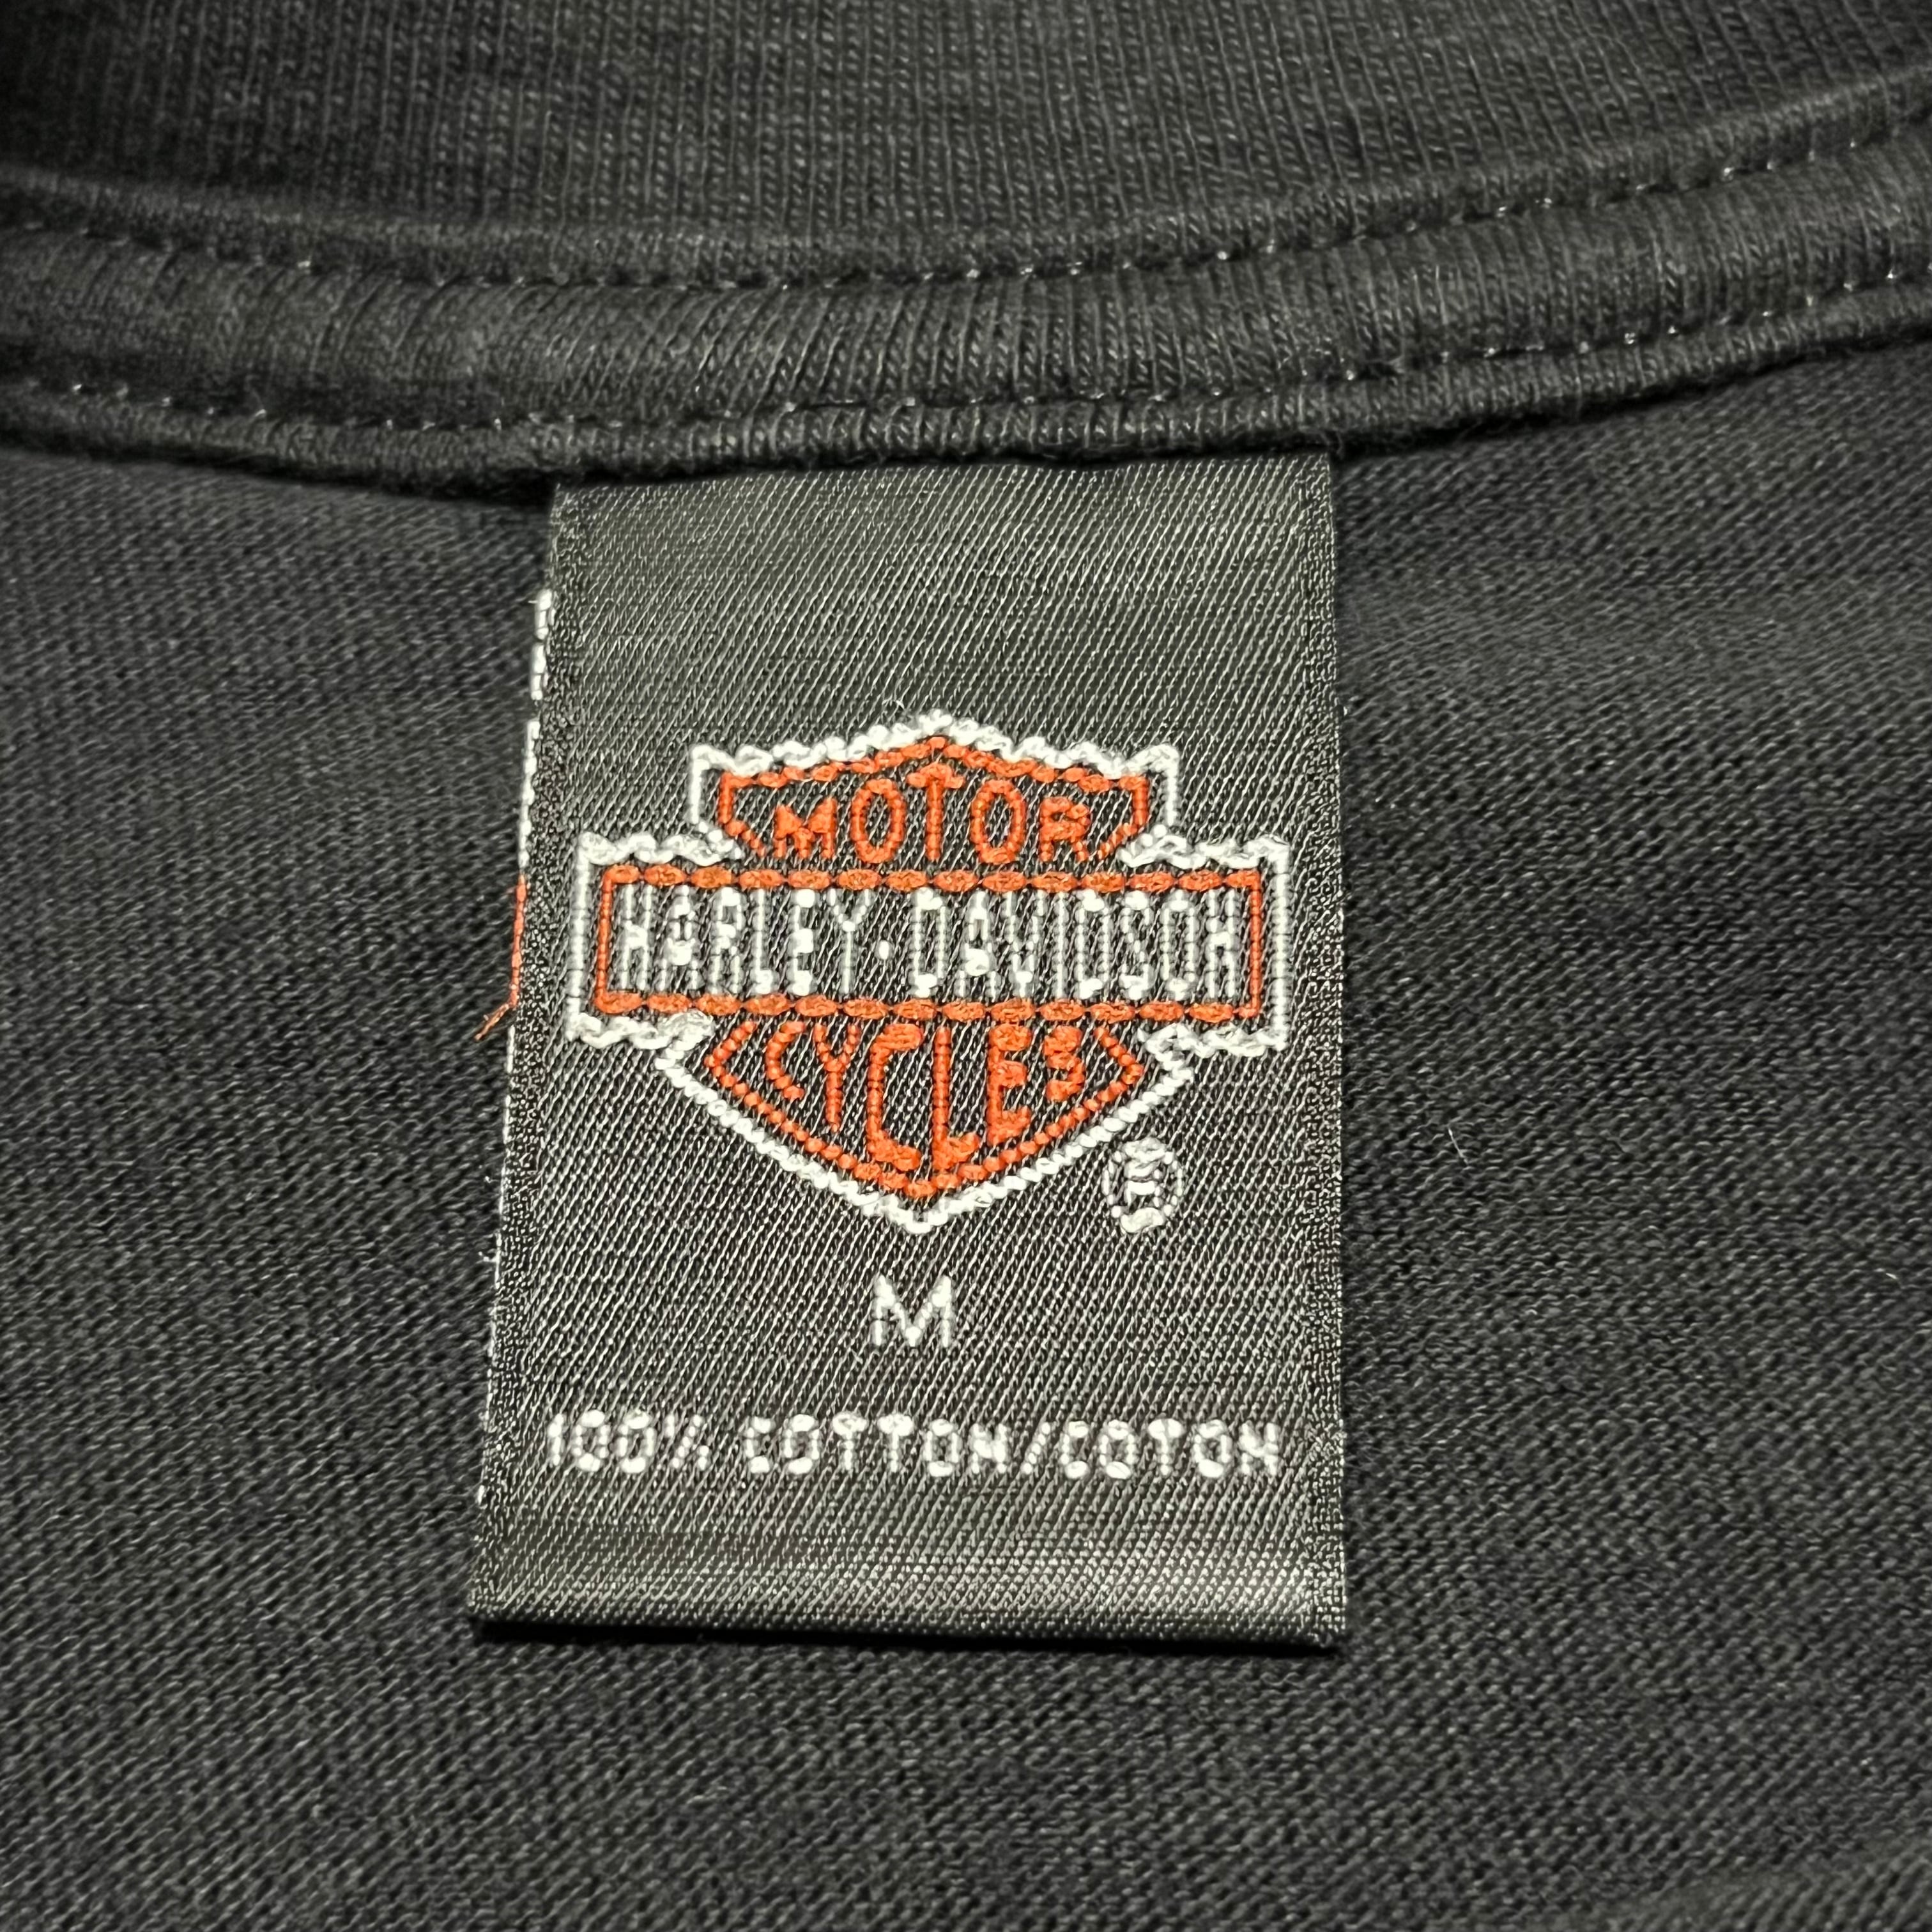 MOTOR
HARLEY-DAVIDSON
CYCLES
®
M
100% COTTON/COTON